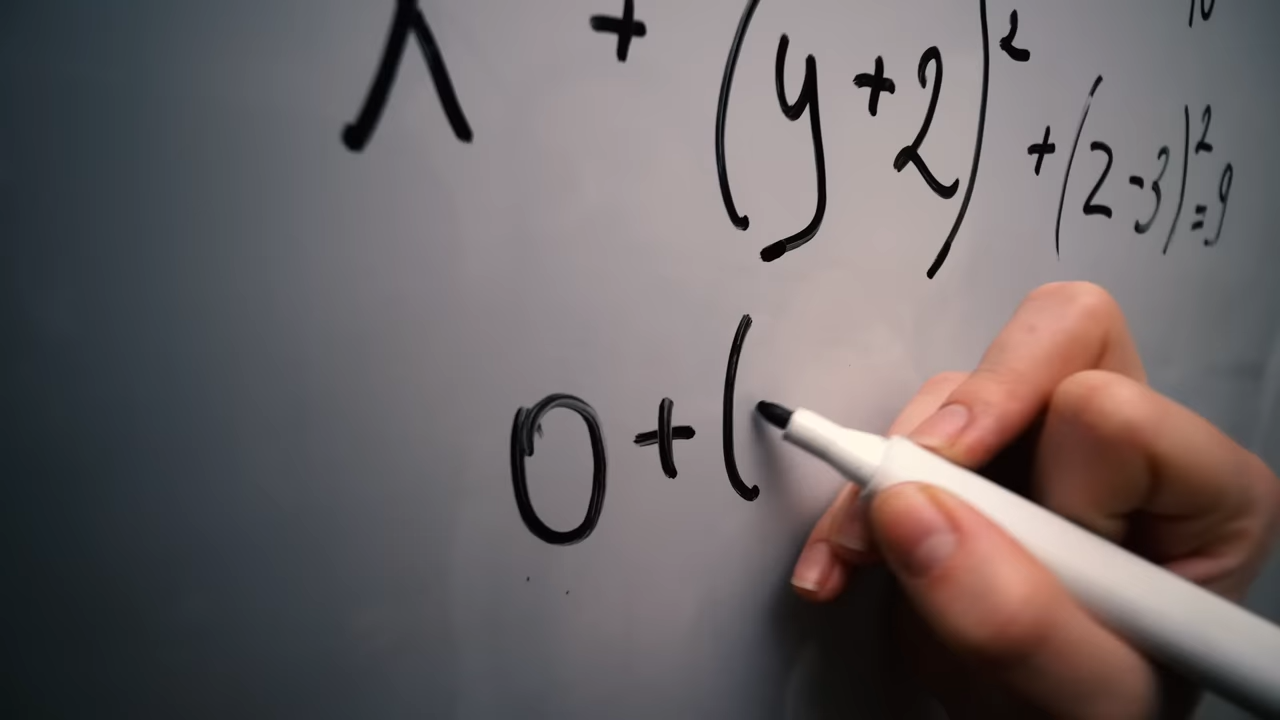 + (y+2)² + (2-3)² = 9
0 + (